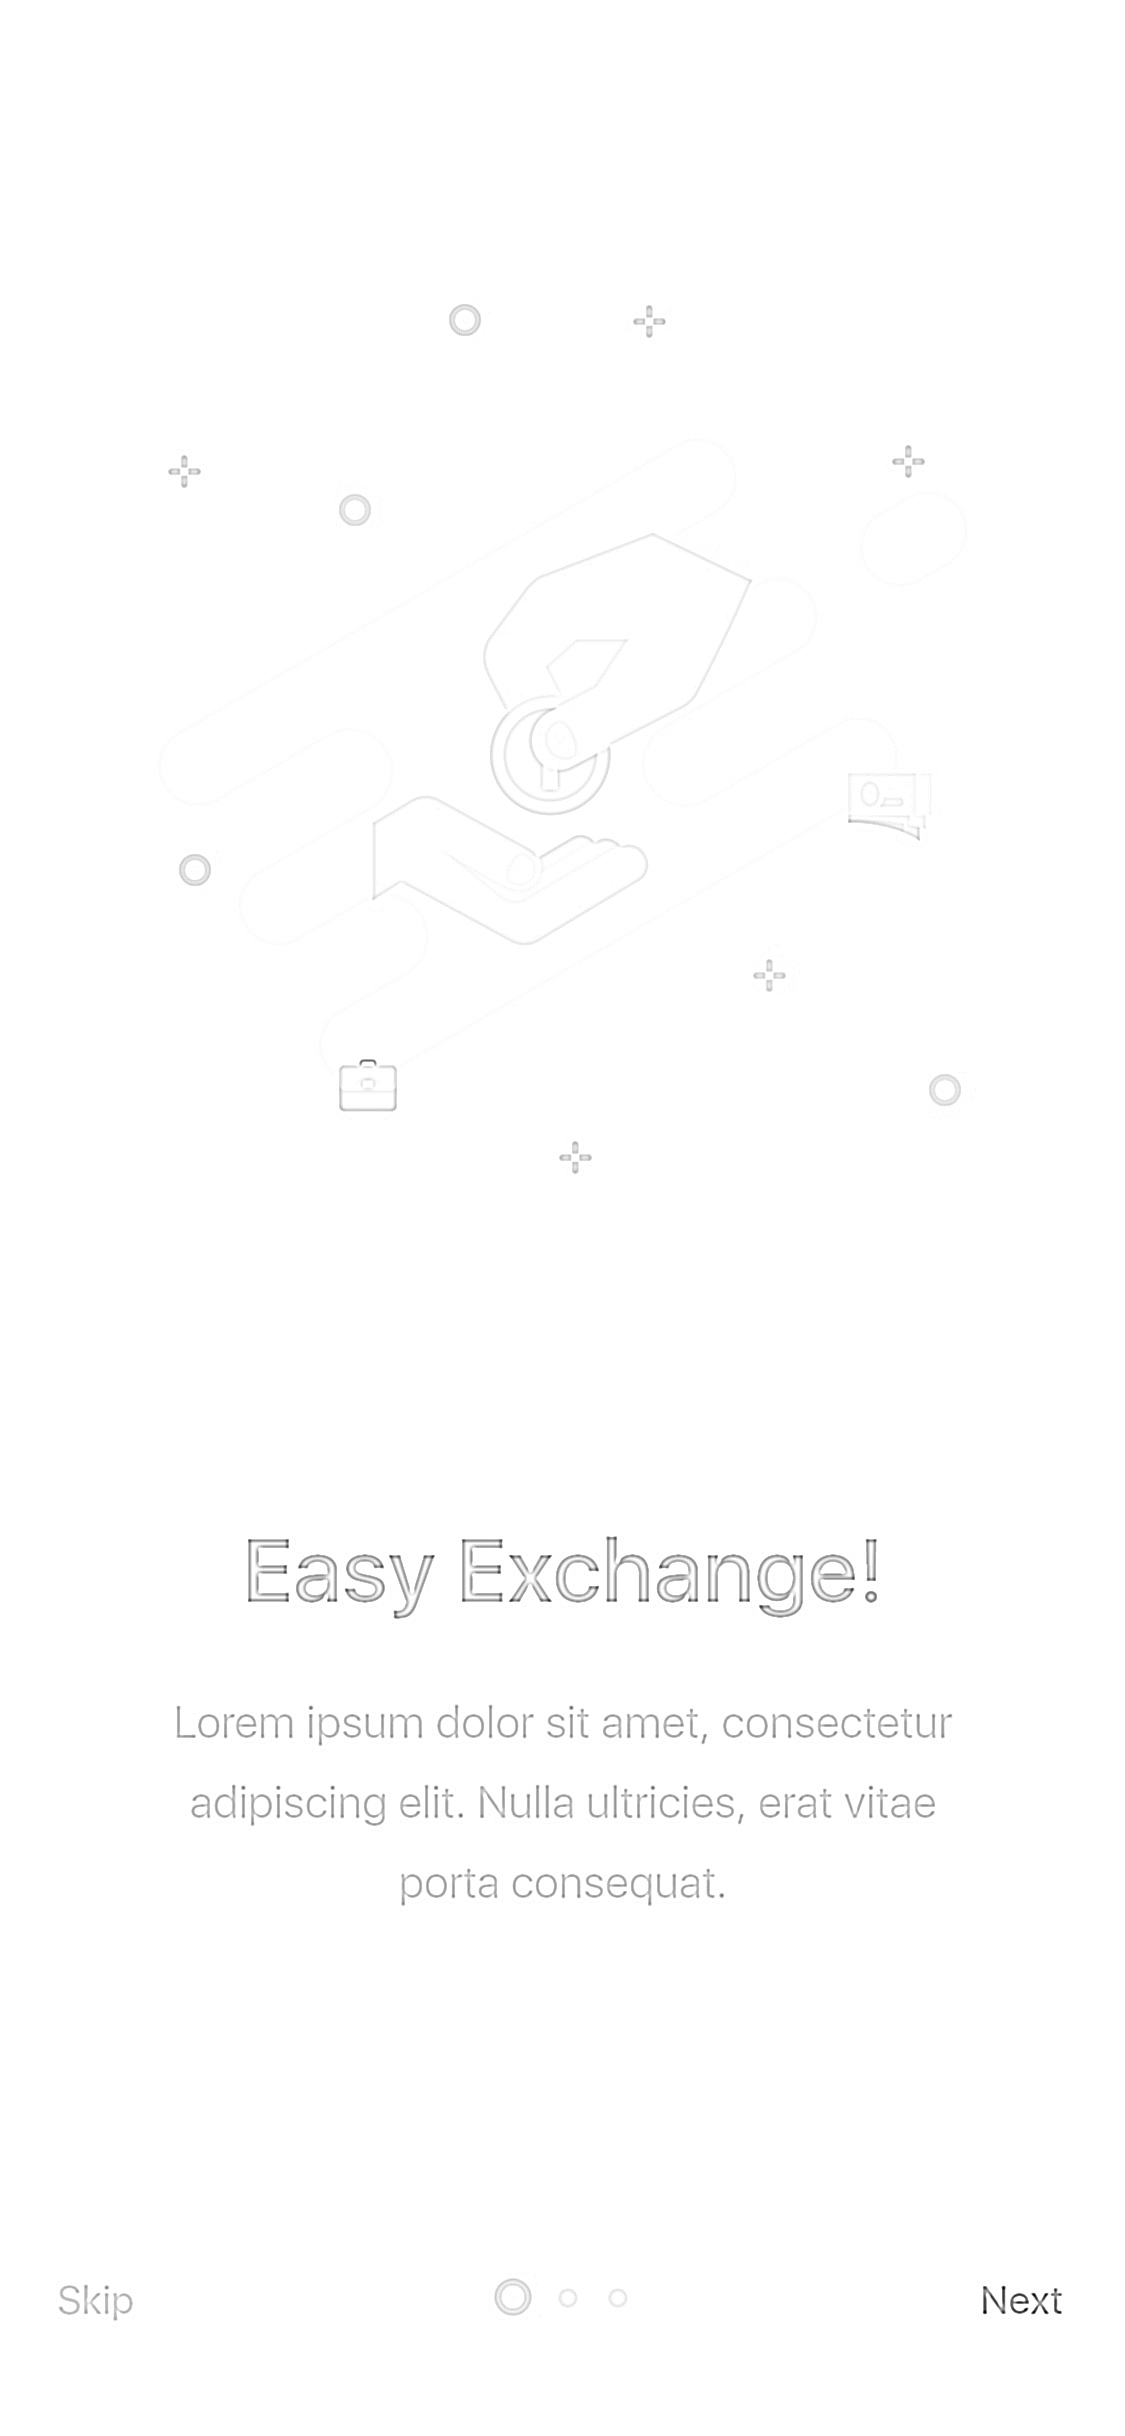 Easy Exchange!
Lorem ipsum dolor sit amet, consectetur
adipiscing elit. Nulla ultricies, erat vitae
porta consequat.
Skip
Next